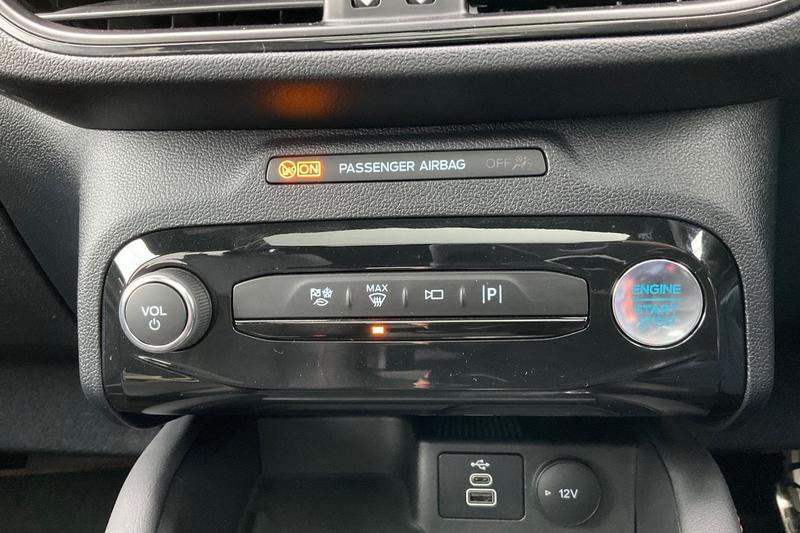 ON PASSENGER AIRBAG OFF
VOL
MAX
P
ENGINE
START
STOP
12V